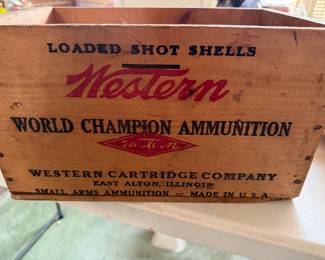 LOADED SHOT SHELLS
Western
WORLD CHAMPION AMMUNITION
WESTERN CARTRIDGE COMPANY
EAST ALTON, ILLINOIS
SMALL ARMS AMMUNITION MADE IN U.S.A.